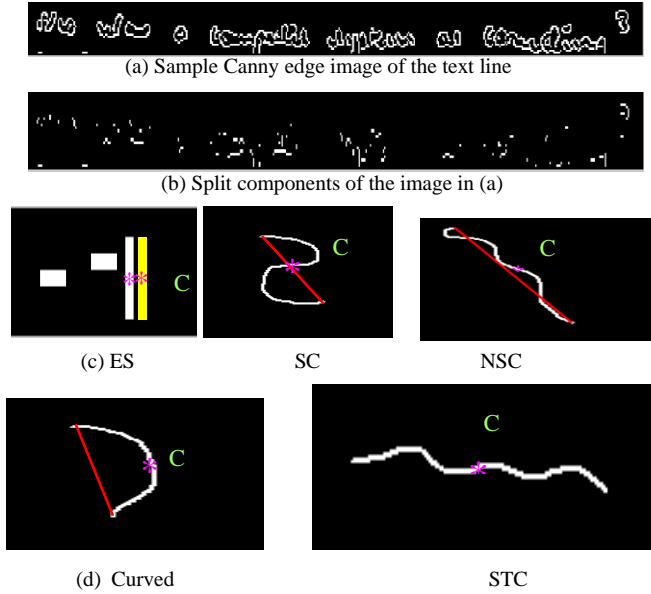 (a) Sample Canny edge image of the text line
(b) Split components of the image in (a)
C C C
(c) ES SC NSC
C C
(d) Curved STC